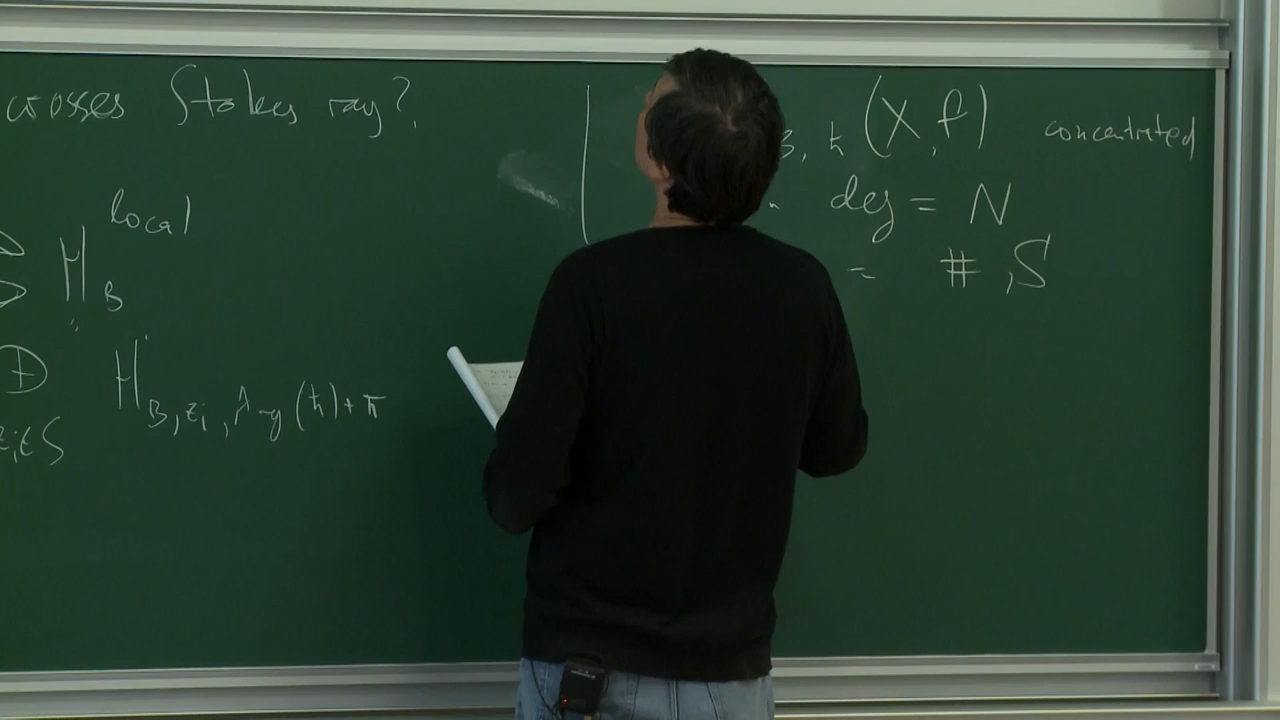 crosses Stokes ray?
local
H_B
⊕ H_{B, z_i, Arg(ħ)+π}
z_i∈S
, ħ (X, f) concentrated
deg = N
= #, S